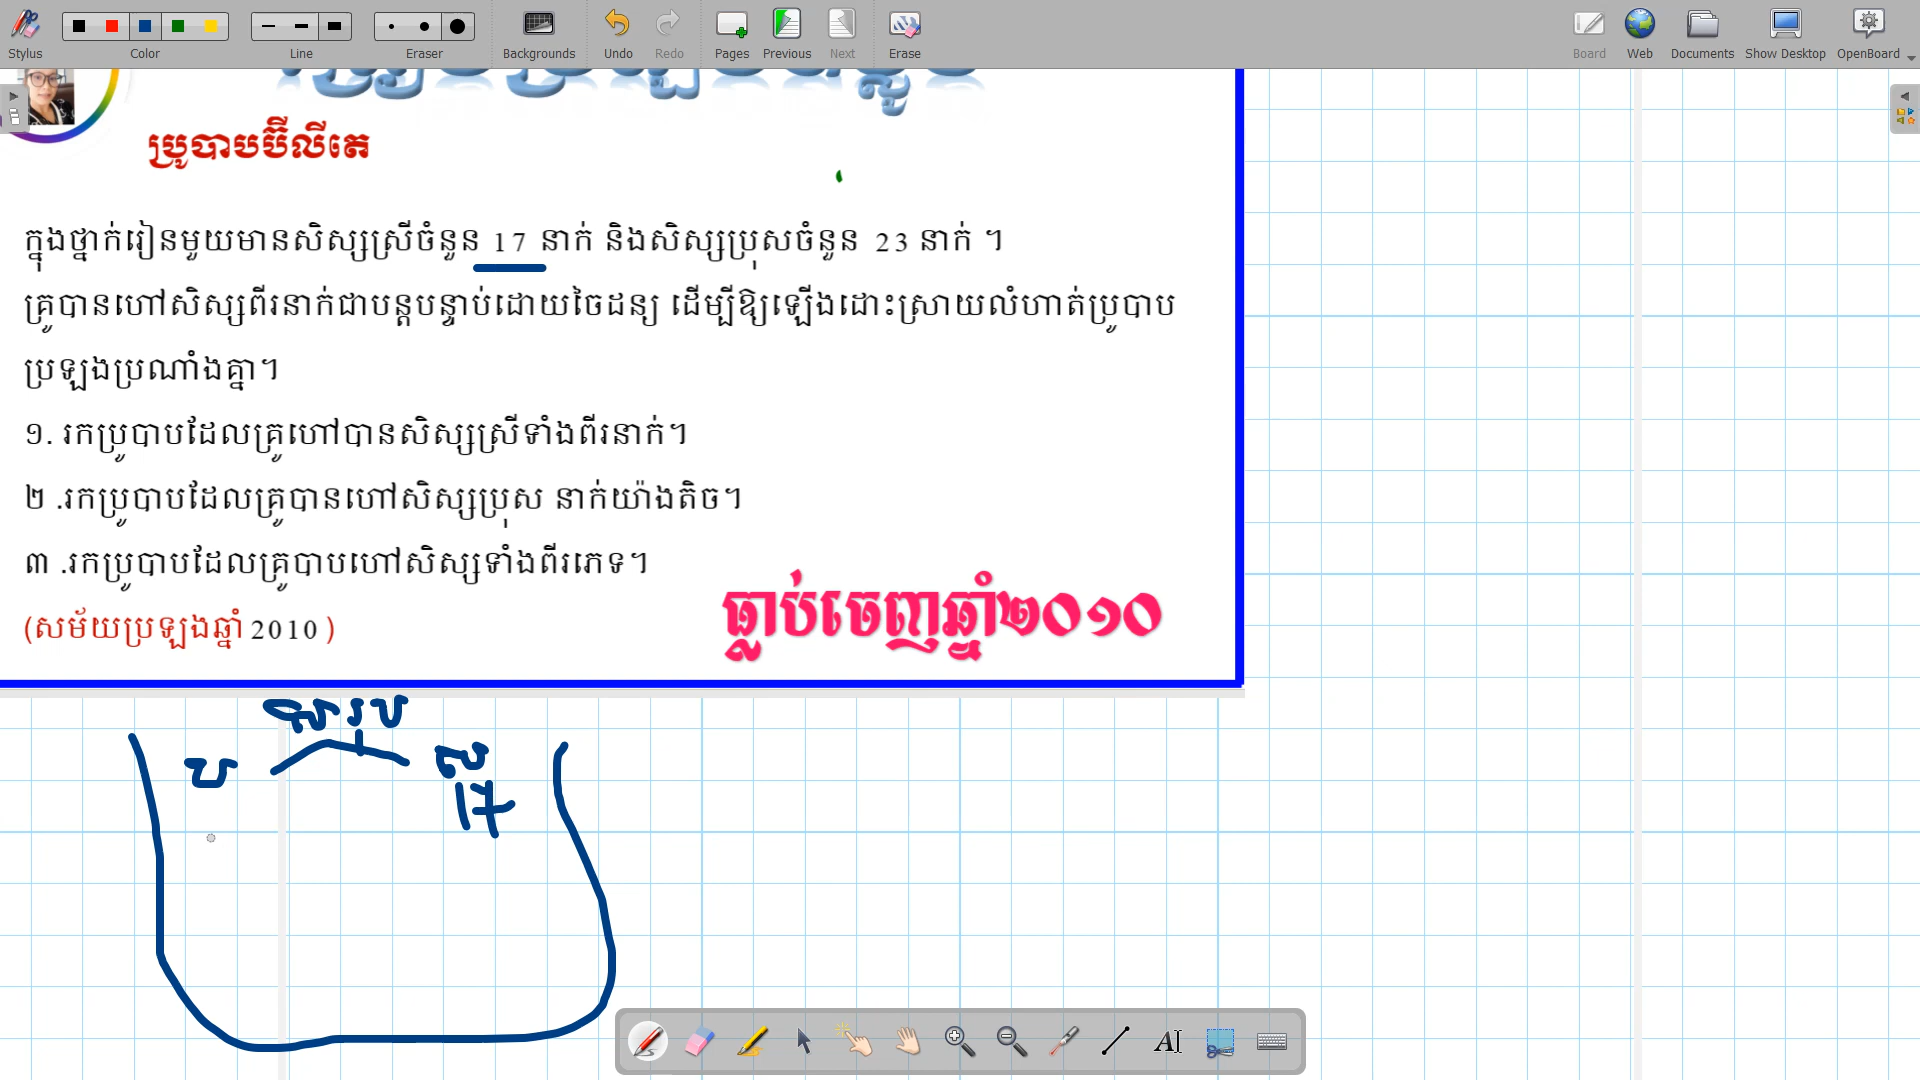 Stylus Color Line Eraser Backgrounds Undo Redo Pages Previous Next Erase Board Web Documents Show Desktop OpenBoard
ប្រូបាបប៊ីលីតេ
ក្នុងថ្នាក់រៀនមួយមានសិស្សស្រីចំនួន 17 នាក់ និងសិស្សប្រុសចំនួន 23 នាក់ ។
គ្រូបានហៅសិស្សពីរនាក់ជាបន្តបន្ទាប់ដោយចៃដន្យ ដើម្បីឱ្យឡើងដោះស្រាយលំហាត់ប្រូបាប
ប្រឡងប្រណាំងគ្នា។
១. រកប្រូបាបដែលគ្រូហៅបានសិស្សស្រីទាំងពីរនាក់។
២ .រកប្រូបាបដែលគ្រូបានហៅសិស្សប្រុស នាក់យ៉ាងតិច។
៣ .រកប្រូបាបដែលគ្រូបាបហៅសិស្សទាំងពីរភេទ។
(សម័យប្រឡងឆ្នាំ 2010 )
ធ្លាប់ចេញឆ្នាំ២០១០
សរុប
ប ស
17